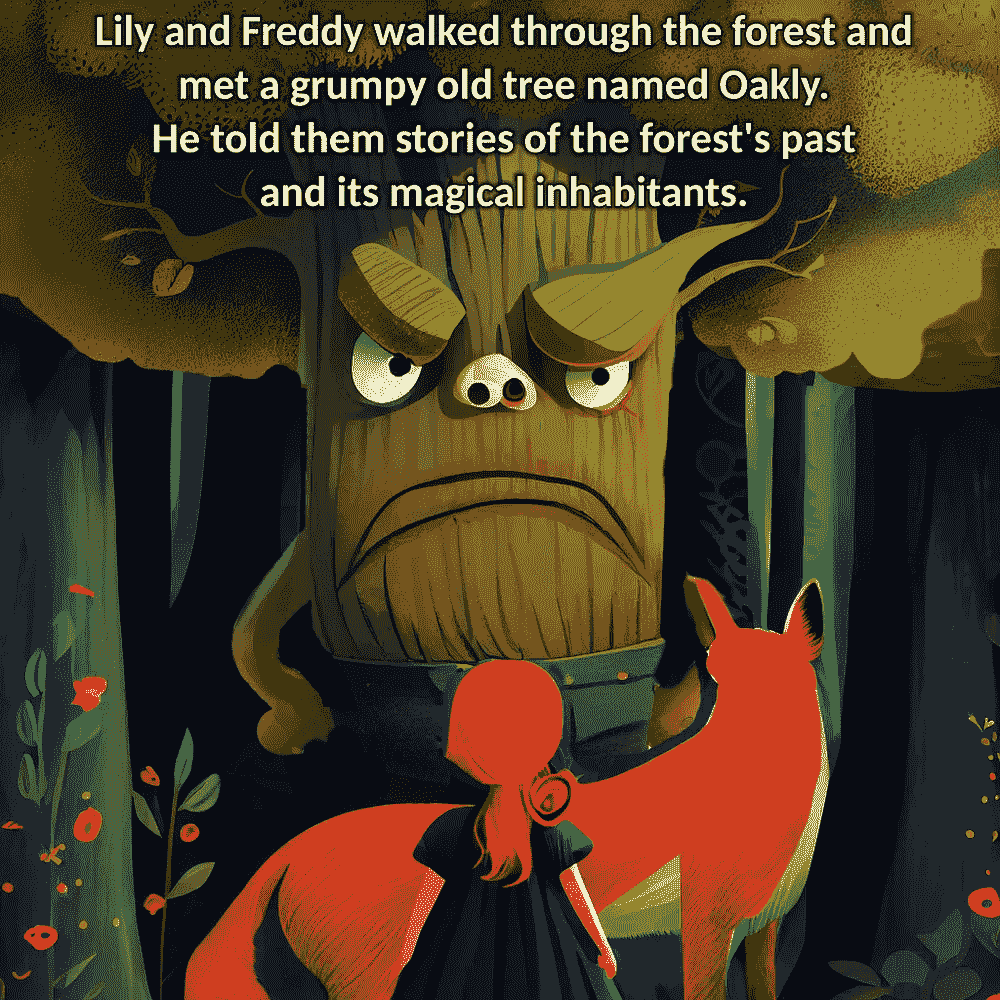 Lily and Freddy walked through the forest and
met a grumpy old tree named Oakly.
He told them stories of the forest's past
and its magical inhabitants.